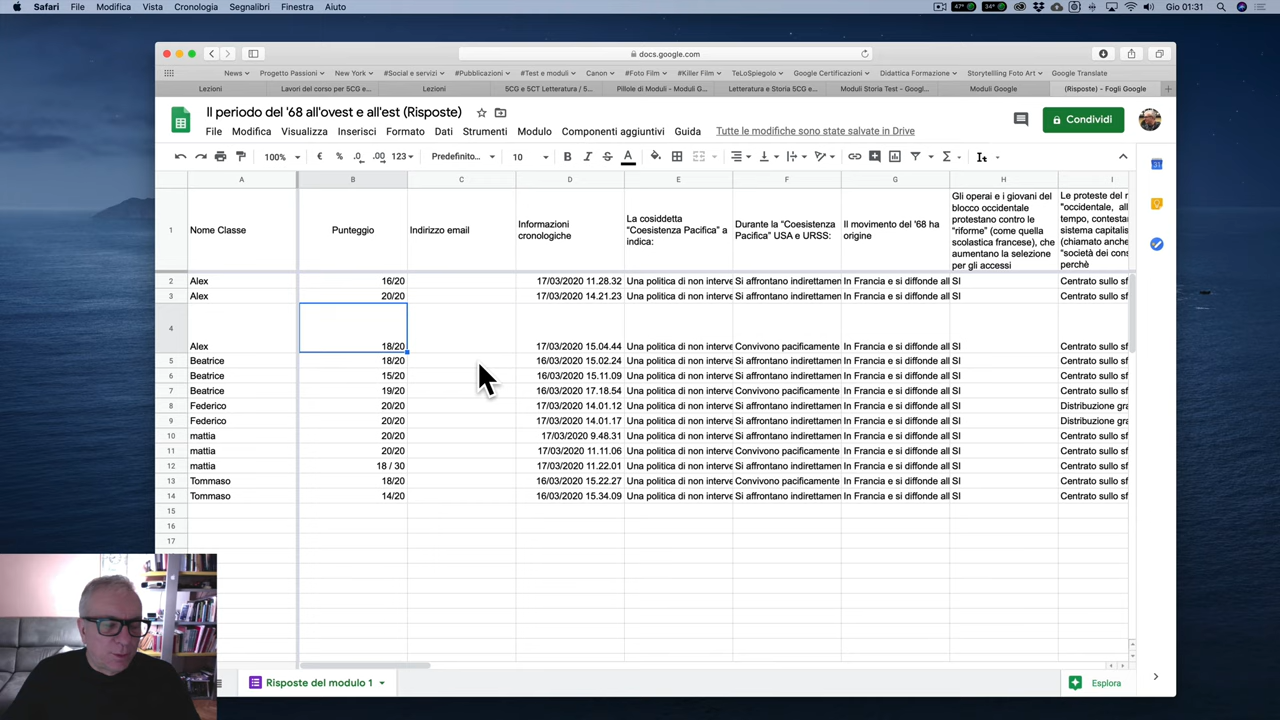 Safari File Modifica Vista Cronologia Segnalibri Finestra Aiuto 47° 34° Gio 01:31
docs.google.com
News Progetto Passioni New York #Social e servizi #Pubblicazioni #Test e moduli Canon #Foto Film #Killer Film TeLoSpiegolo Google Certificazioni Didattica Formazione Storytellling Foto Art Google Translate
Lezioni Lavori del corso per 5CG e... Lezioni 5CG e 5CT Letteratura / 5... Pillole di Moduli - Moduli G... Letteratura e Storia 5CG e... Moduli Storia Test - Googl... Moduli Google (Risposte) - Fogli Google
Il periodo del '68 all'ovest e all'est (Risposte)
Condividi
File Modifica Visualizza Inserisci Formato Dati Strumenti Modulo Componenti aggiuntivi Guida Tutte le modifiche sono state salvate in Drive
100% € % .0 .00 123 Predefinito... 10 B I S A
A B C D E F G H I
1 Nome Classe Punteggio Indirizzo email Informazioni cronologiche La cosiddetta "Coesistenza Pacifica" a indica: Durante la "Coesistenza Pacifica" USA e URSS: Il movimento del '68 ha origine Gli operai e i giovani del blocco occidentale protestano contro le "riforme" (come quella scolastica francese), che aumentano la selezione per gli accessi Le proteste del r "occidentale, all tempo, contestar sistema capitalis (chiamato anche "società dei cons perchè
2 Alex 16/20 17/03/2020 11.28.32 Una politica di non interve Si affrontano indirettamen In Francia e si diffonde all SI Centrato sullo sf
3 Alex 20/20 17/03/2020 14.21.23 Una politica di non interve Si affrontano indirettamen In Francia e si diffonde all SI Centrato sullo sf
4 Alex 18/20 17/03/2020 15.04.44 Una politica di non interve Convivono pacificamente In Francia e si diffonde all SI Centrato sullo sf
5 Beatrice 18/20 16/03/2020 15.02.24 Una politica di non interve Si affrontano indirettamen In Francia e si diffonde all SI Centrato sullo sf
6 Beatrice 15/20 16/03/2020 15.11.09 Una politica di non interve Si affrontano indirettamen In Francia e si diffonde all SI Centrato sullo sf
7 Beatrice 19/20 16/03/2020 17.18.54 Una politica di non interve Convivono pacificamente In Francia e si diffonde all SI Centrato sullo sf
8 Federico 20/20 17/03/2020 14.01.12 Una politica di non interve Si affrontano indirettamen In Francia e si diffonde all SI Distribuzione gra
9 Federico 20/20 17/03/2020 14.01.17 Una politica di non interve Si affrontano indirettamen In Francia e si diffonde all SI Distribuzione gra
10 mattia 20/20 17/03/2020 9.48.31 Una politica di non interve Si affrontano indirettamen In Francia e si diffonde all SI Centrato sullo sf
11 mattia 20/20 17/03/2020 11.11.06 Una politica di non interve Convivono pacificamente In Francia e si diffonde all SI Centrato sullo sf
12 mattia 18 / 30 17/03/2020 11.22.01 Una politica di non interve Si affrontano indirettamen In Francia e si diffonde all SI Centrato sullo sf
13 Tommaso 18/20 16/03/2020 15.22.27 Una politica di non interve Convivono pacificamente In Francia e si diffonde all SI Centrato sullo sf
14 Tommaso 14/20 16/03/2020 15.34.09 Una politica di non interve Si affrontano indirettamen In Francia e si diffonde all SI Centrato sullo sf
15
16
17
Risposte del modulo 1 Esplora